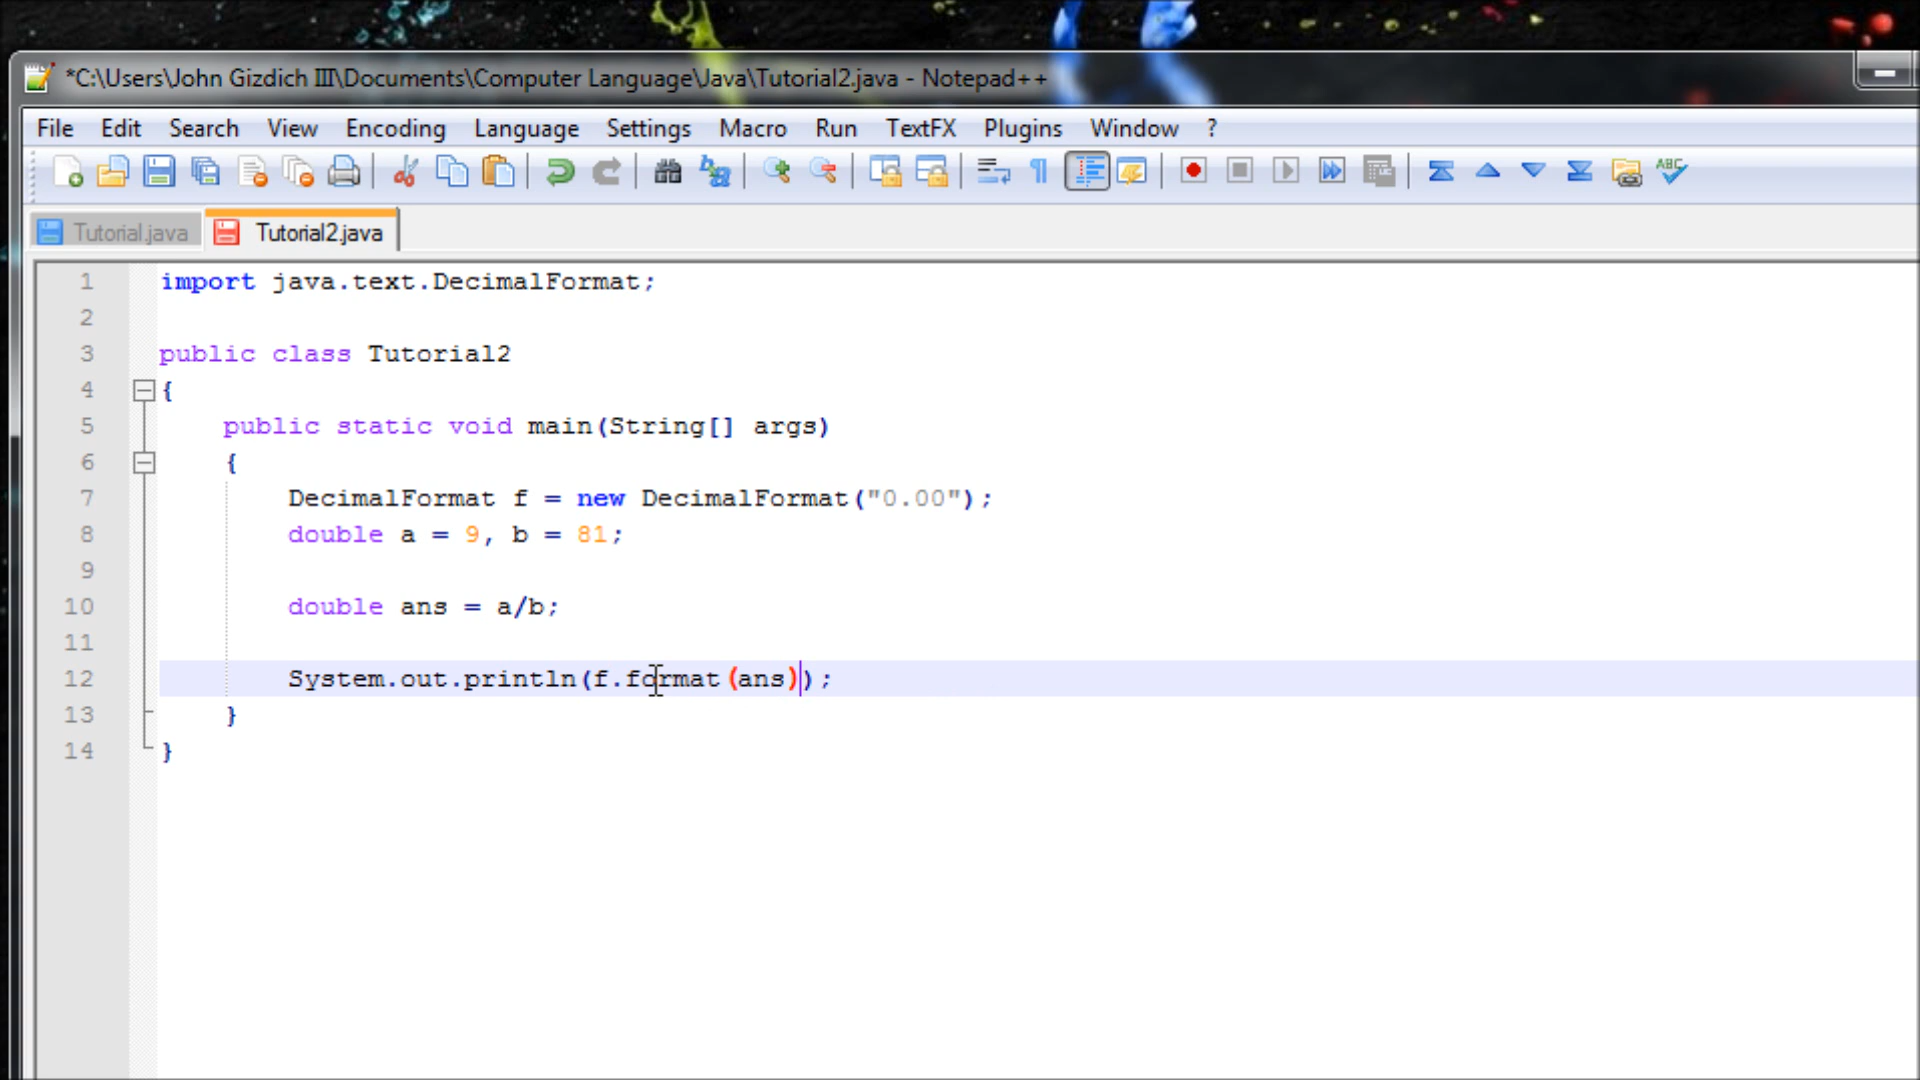 *C:\Users\John Gizdich III\Documents\Computer Language\Java\Tutorial2.java - Notepad++
File Edit Search View Encoding Language Settings Macro Run TextFX Plugins Window ?
ABC
Tutorial.java Tutorial2.java
1 import java.text.DecimalFormat;
2
3 public class Tutorial2
4 {
5 public static void main(String[] args)
6 {
7 DecimalFormat f = new DecimalFormat("0.00");
8 double a = 9, b = 81;
9
10 double ans = a/b;
11
12 System.out.println(f.format(ans));
13 }
14 }